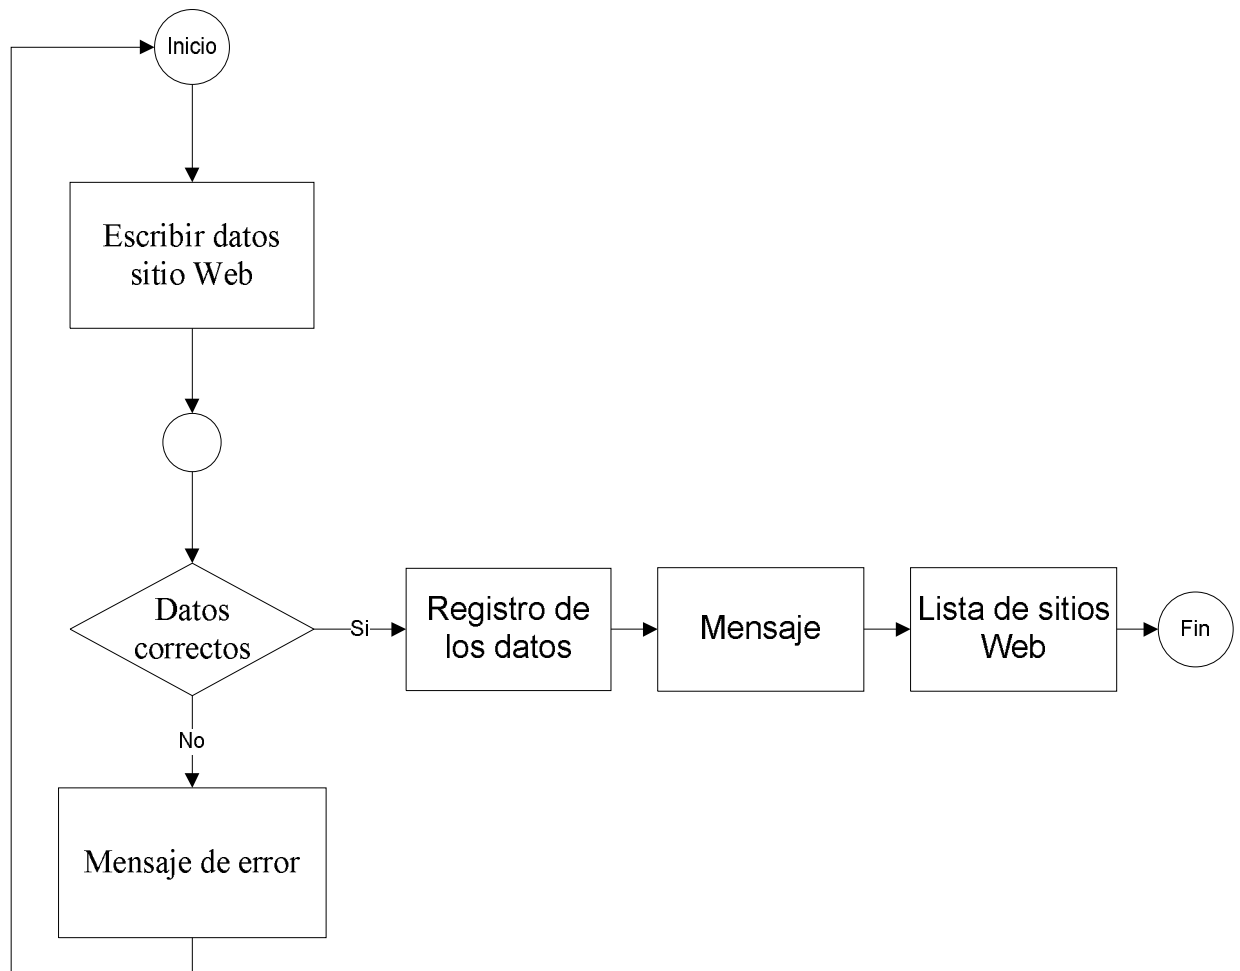 Inicio
Escribir datos
sitio Web
Datos
correctos
Si
Registro de
los datos
Mensaje
Lista de sitios
Web
Fin
No
Mensaje de error